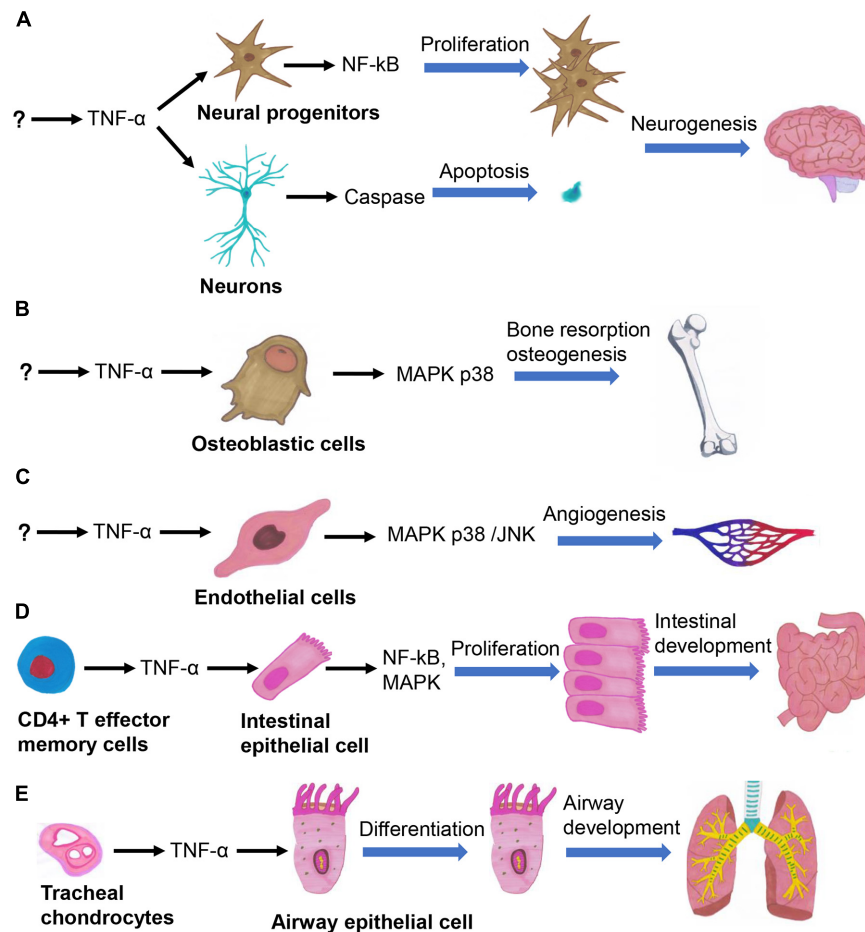 A
? TNF-α
Neural progitors
NF-kB
Proliferation
Neurons
Caspase
Apoptosis
Neurogenesis
B
? TNF-α
Osteoblastic cells
MAPK p38
Bone resorption
osteogenesis
C
? TNF-α
Endothelial cells
MAPK p38 /JNK
Angiogenesis
D
CD4+ T effector
memory cells
TNF-α
Intestinal
epithelial cell
NF-kB,
MAPK
Proliferation
Intestinal
development
E
Tracheal
chondrocytes
TNF-α
Airway epithelial cell
Differentiation
Airway
development